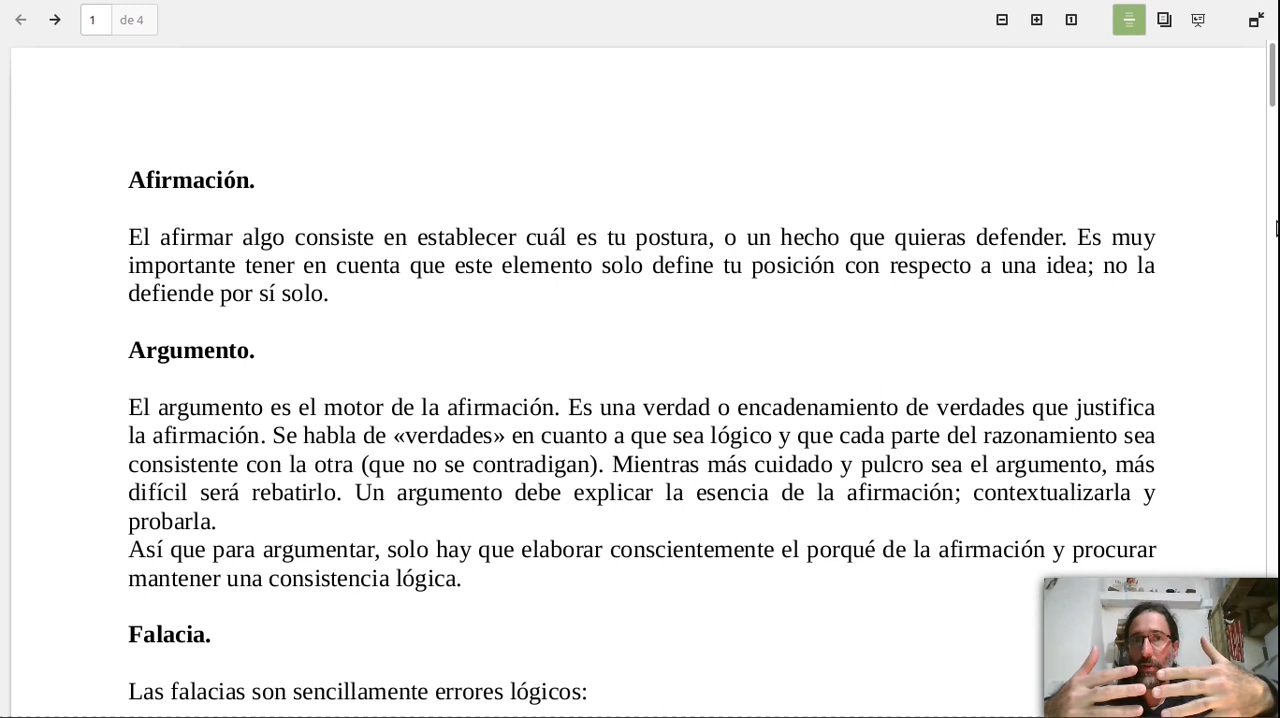 1 de 4
Afirmación.
El afirmar algo consiste en establecer cuál es tu postura, o un hecho que quieras defender. Es muy
importante tener en cuenta que este elemento solo define tu posición con respecto a una idea; no la
defiende por sí solo.
Argumento.
El argumento es el motor de la afirmación. Es una verdad o encadenamiento de verdades que justifica
la afirmación. Se habla de «verdades» en cuanto a que sea lógico y que cada parte del razonamiento sea
consistente con la otra (que no se contradigan). Mientras más cuidado y pulcro sea el argumento, más
difícil será rebatirlo. Un argumento debe explicar la esencia de la afirmación; contextualizarla y
probarla.
Así que para argumentar, solo hay que elaborar conscientemente el porqué de la afirmación y procurar
mantener una consistencia lógica.
Falacia.
Las falacias son sencillamente errores lógicos: